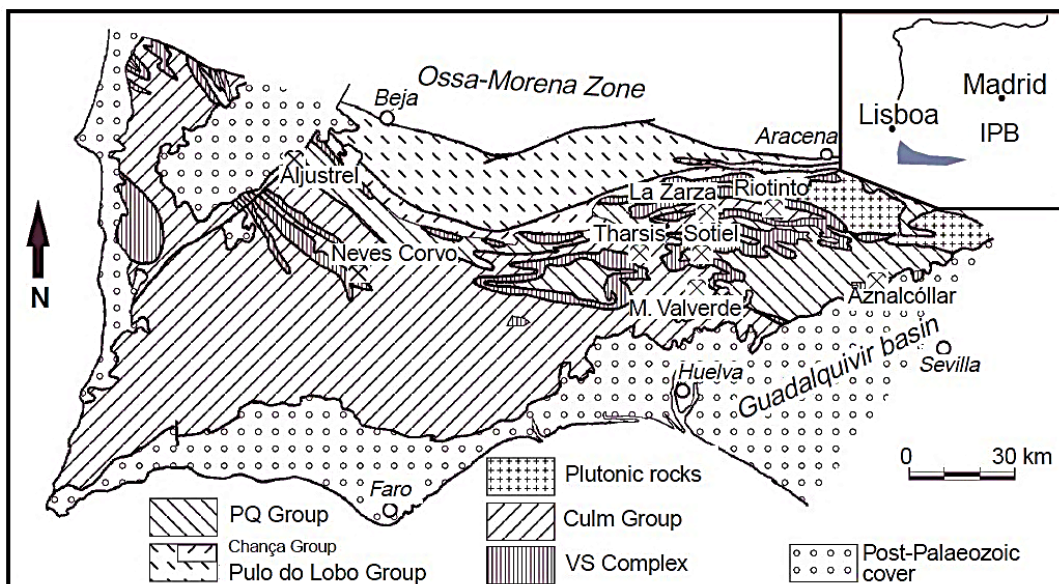 Ossa-Morena Zone
Beja
Aracena
Madrid
Lisboa
IPB
Aljustrel
La Zarza
Riotinto
Neves Corvo
Tharsis
Sotiel
M. Valverde
Aznalcóllar
N
Guadalquivir basin
Sevilla
Huelva
Faro
0 30 km
PQ Group
Chança Group
Pulo do Lobo Group
Plutonic rocks
Culm Group
VS Complex
Post-Palaeozoic
cover